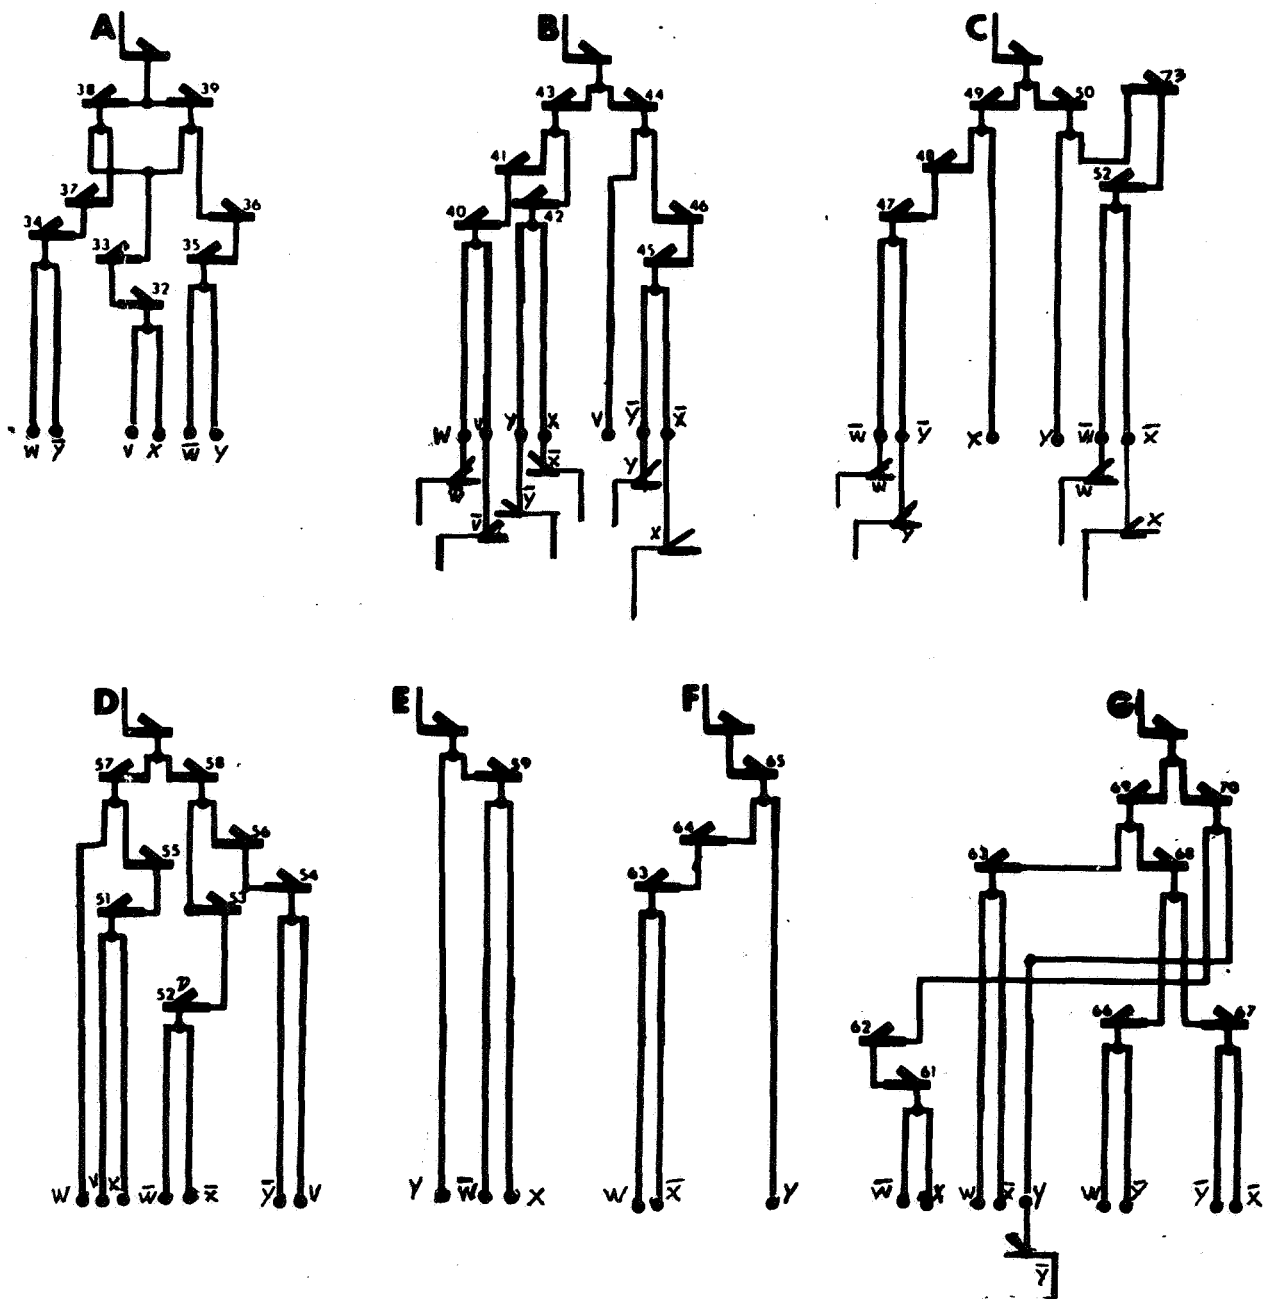 A
B
C
38
39
43
44
49
50
73
41
48
37
52
34
36
40
42
46
47
33
35
45
32
W Ȳ
V X
W̄ Y
W V Y X
V
Ȳ X̄
W̄ Ȳ
X
Y W̄ X̄
W̄
X̄
Y
W
W
V̄
Ȳ
X
Y
X
D
E
F
G
57
58
59
65
69
70
56
64
55
54
63
63
68
51
53
52 D
66
67
62
61
W V X W̄ X̄ Ȳ V
Y W̄ X
W X̄ Y
W̄ X W X̄ Y W Ȳ Ȳ X̄
Ȳ